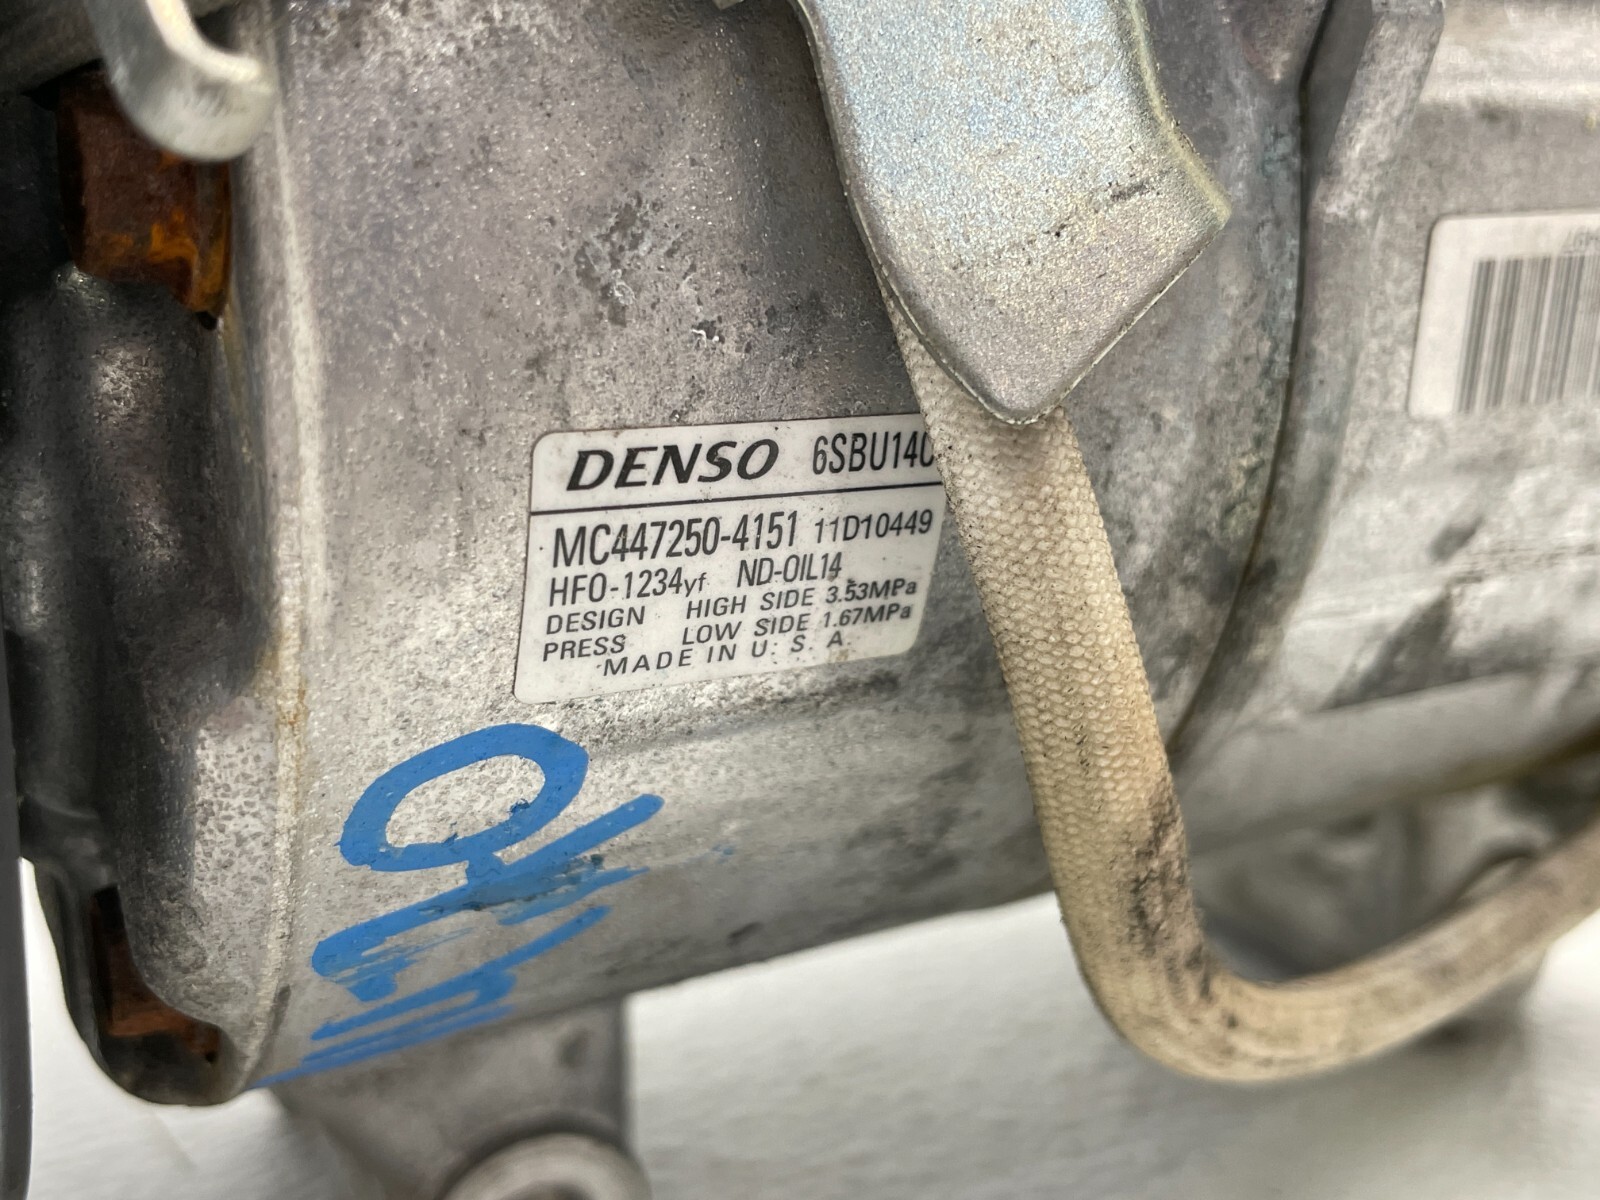 DENSO 6SBU14C
MC447250-4151 11D10449
HFO-1234yf ND-OIL14
DESIGN HIGH SIDE 3.53MPa
PRESS LOW SIDE 1.67MPa
MADE IN U. S. A.